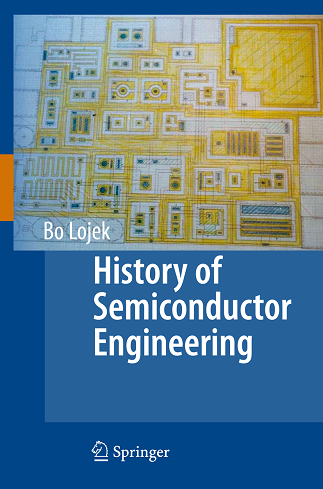 Bo Lojek
History of
Semiconductor
Engineering
Springer